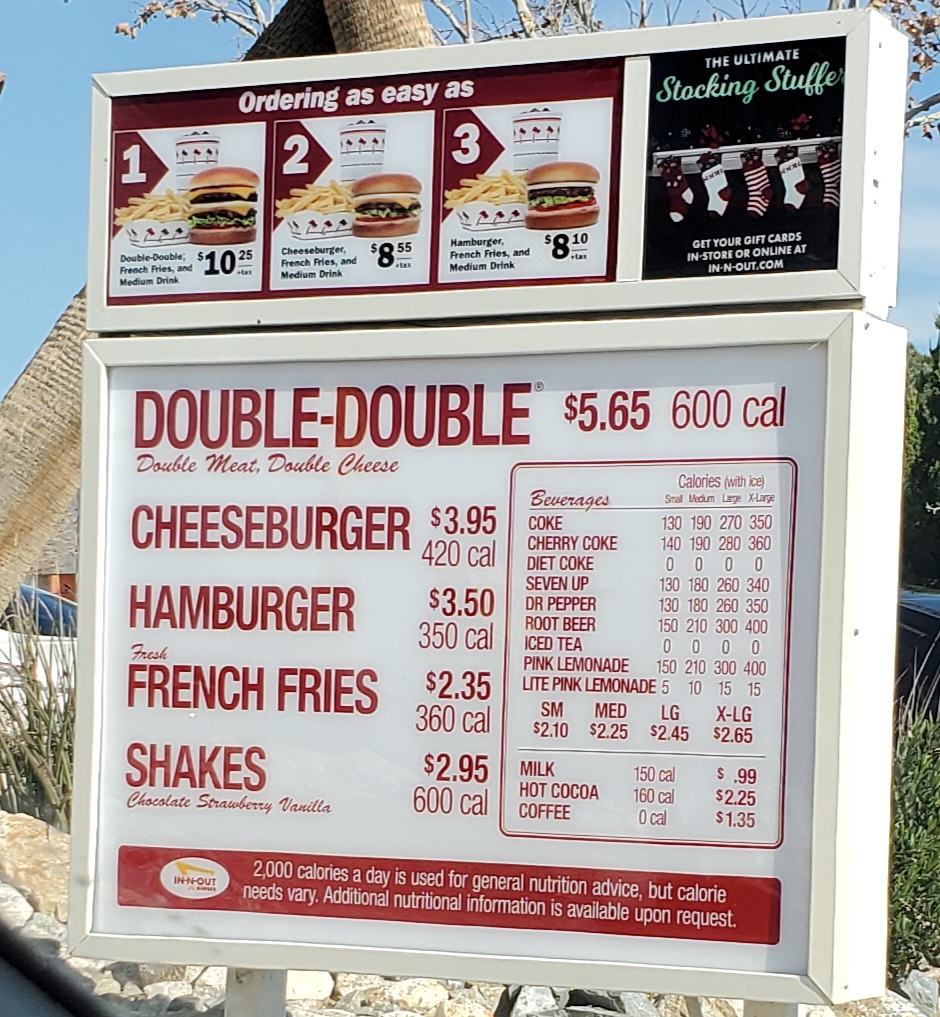 Ordering as easy as
1
Double-Double,
French Fries, and
Medium Drink
$10 25
+tax
2
Cheeseburger,
French Fries, and
Medium Drink
$8 55
+tax
3
Hamburger,
French Fries, and
Medium Drink
$8 10
+tax
THE ULTIMATE
Stocking Stuffe
GET YOUR GIFT CARDS
IN-STORE OR ONLINE AT
IN-N-OUT.COM
DOUBLE-DOUBLE® $5.65 600 cal
Double Meat, Double Cheese
CHEESEBURGER $3.95
420 cal
HAMBURGER $3.50
350 cal
Fresh
FRENCH FRIES $2.35
360 cal
SHAKES $2.95
Chocolate Strawberry Vanilla 600 cal
Calories (with ice)
Beverages Small Medium Large X-Large
COKE 130 190 270 350
CHERRY COKE 140 190 280 360
DIET COKE 0 0 0 0
SEVEN UP 130 180 260 340
DR PEPPER 130 180 260 350
ROOT BEER 150 210 300 400
ICED TEA 0 0 0 0
PINK LEMONADE 150 210 300 400
LITE PINK LEMONADE 5 10 15 15
SM MED LG X-LG
$2.10 $2.25 $2.45 $2.65
MILK 150 cal $ .99
HOT COCOA 160 cal $2.25
COFFEE 0 cal $1.35
IN-N-OUT
BURGER
2,000 calories a day is used for general nutrition advice, but calorie
needs vary. Additional nutritional information is available upon request.